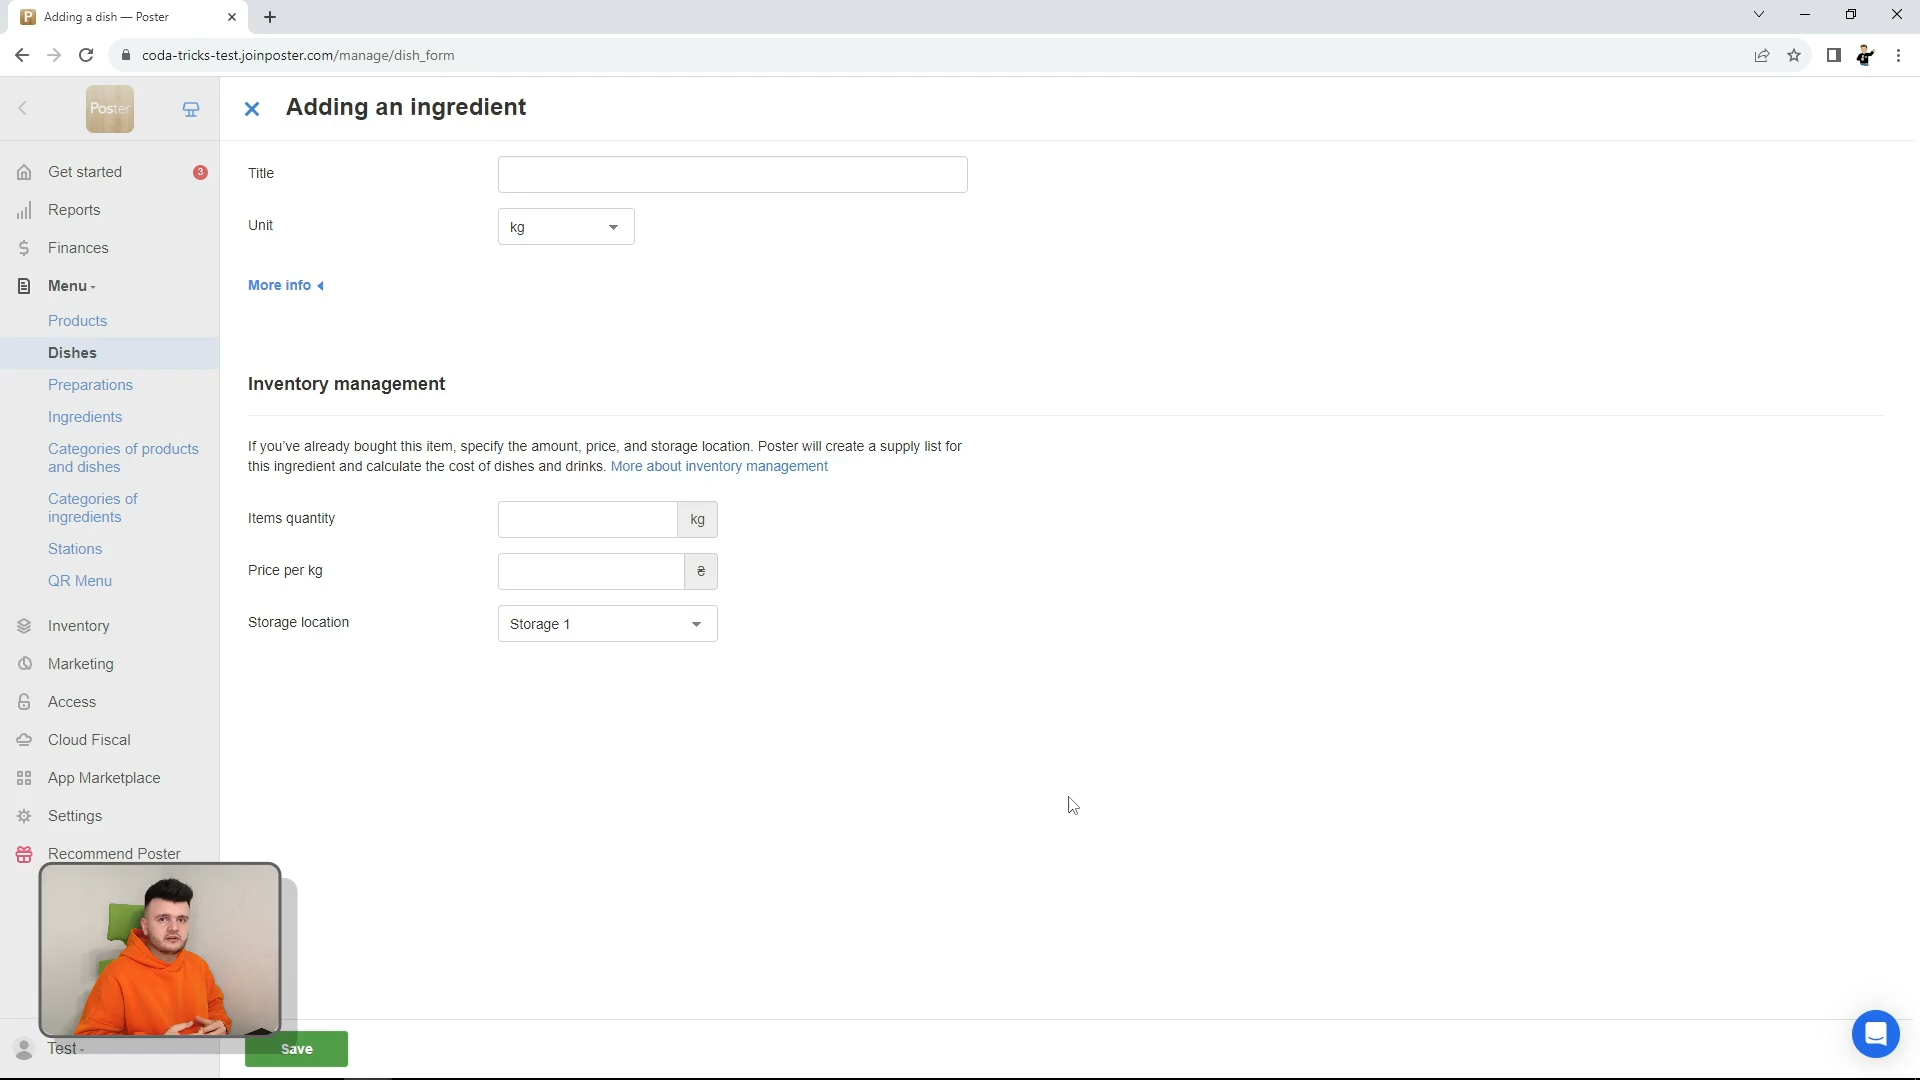 Adding a dish — Poster
coda-tricks-test.joinposter.com/manage/dish_form
Poster
Adding an ingredient
Get started
3
Reports
Finances
Menu
Products
Dishes
Preparations
Ingredients
Categories of products
and dishes
Categories of
ingredients
Stations
QR Menu
Inventory
Marketing
Access
Cloud Fiscal
App Marketplace
Settings
Recommend Poster
Test
Title
Unit
kg
More info
Inventory management
If you've already bought this item, specify the amount, price, and storage location. Poster will create a supply list for
this ingredient and calculate the cost of dishes and drinks. More about inventory management
Items quantity
kg
Price per kg
₴
Storage location
Storage 1
Save